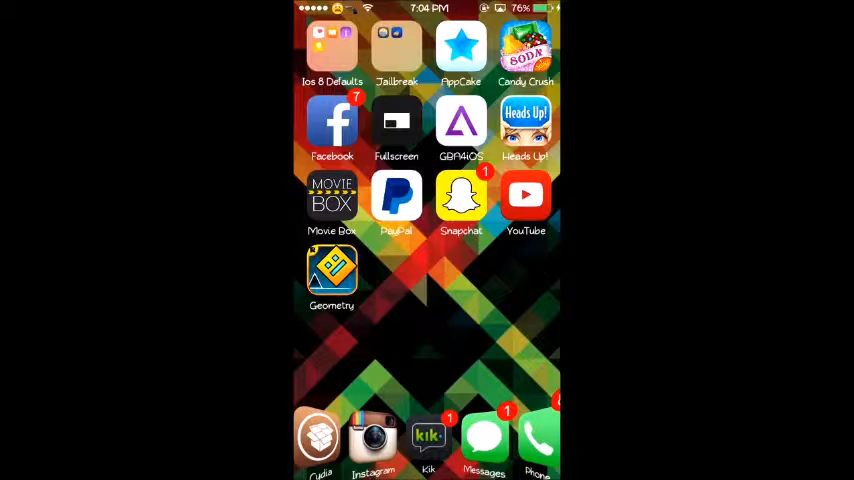 7:04 PM 76%
Ios 8 Defaults Jailbreak AppCake SODA Candy Crush
7 Heads Up!
Facebook Fullscreen GBA4iOS Heads Up!
MOVIE BOX 1
Movie Box PayPal Snapchat YouTube
Geometry
kik 1 1
Cydia Instagram Kik Messages Phone